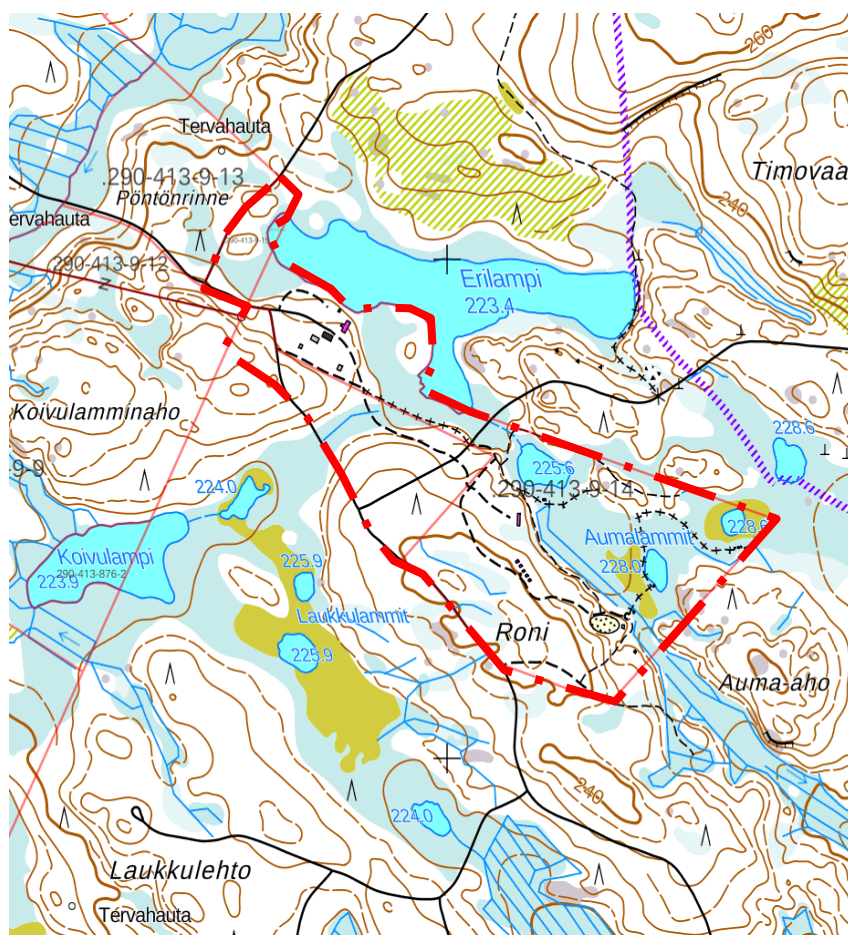 260
Tervahauta
.290-413-9-13
Pöntönrinne
Timovaa
240
ervahauta
290-413-9-12
N
Erilampi
223.4
Koivulamminaho
228.6
9-9
224.0
225.6
.290-413-9-14
228.6
Aumalammit
228.0
Koivulampi
223.9
290-413-876-2
225.9
Laukkulammit
225.9
Roni
Auma-aho
240
224.0
Laukkulehto
Tervahauta